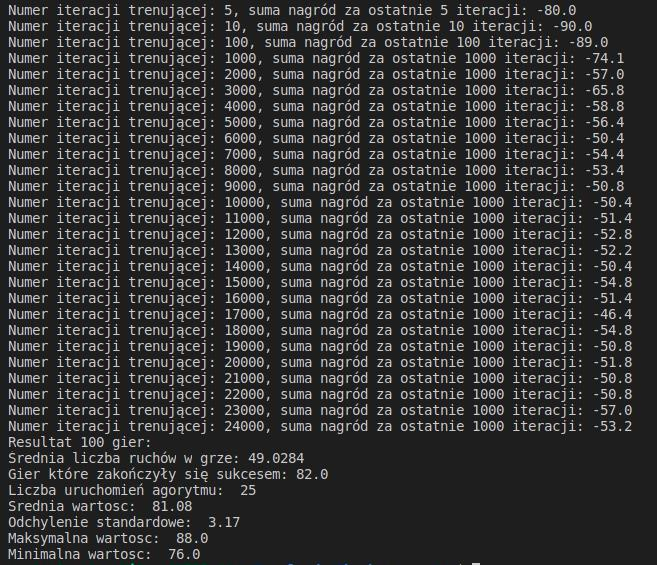 Numer iteracji trenującej: 5, suma nagród za ostatnie 5 iteracji: -80.0
Numer iteracji trenującej: 10, suma nagród za ostatnie 10 iteracji: -90.0
Numer iteracji trenującej: 100, suma nagród za ostatnie 100 iteracji: -89.0
Numer iteracji trenującej: 1000, suma nagród za ostatnie 1000 iteracji: -74.1
Numer iteracji trenującej: 2000, suma nagród za ostatnie 1000 iteracji: -57.0
Numer iteracji trenującej: 3000, suma nagród za ostatnie 1000 iteracji: -65.8
Numer iteracji trenującej: 4000, suma nagród za ostatnie 1000 iteracji: -58.8
Numer iteracji trenującej: 5000, suma nagród za ostatnie 1000 iteracji: -56.4
Numer iteracji trenującej: 6000, suma nagród za ostatnie 1000 iteracji: -50.4
Numer iteracji trenującej: 7000, suma nagród za ostatnie 1000 iteracji: -54.4
Numer iteracji trenującej: 8000, suma nagród za ostatnie 1000 iteracji: -53.4
Numer iteracji trenującej: 9000, suma nagród za ostatnie 1000 iteracji: -50.8
Numer iteracji trenującej: 10000, suma nagród za ostatnie 1000 iteracji: -50.4
Numer iteracji trenującej: 11000, suma nagród za ostatnie 1000 iteracji: -51.4
Numer iteracji trenującej: 12000, suma nagród za ostatnie 1000 iteracji: -52.8
Numer iteracji trenującej: 13000, suma nagród za ostatnie 1000 iteracji: -52.2
Numer iteracji trenującej: 14000, suma nagród za ostatnie 1000 iteracji: -50.4
Numer iteracji trenującej: 15000, suma nagród za ostatnie 1000 iteracji: -54.8
Numer iteracji trenującej: 16000, suma nagród za ostatnie 1000 iteracji: -51.4
Numer iteracji trenującej: 17000, suma nagród za ostatnie 1000 iteracji: -46.4
Numer iteracji trenującej: 18000, suma nagród za ostatnie 1000 iteracji: -54.8
Numer iteracji trenującej: 19000, suma nagród za ostatnie 1000 iteracji: -50.8
Numer iteracji trenującej: 20000, suma nagród za ostatnie 1000 iteracji: -51.8
Numer iteracji trenującej: 21000, suma nagród za ostatnie 1000 iteracji: -50.8
Numer iteracji trenującej: 22000, suma nagród za ostatnie 1000 iteracji: -50.8
Numer iteracji trenującej: 23000, suma nagród za ostatnie 1000 iteracji: -57.0
Numer iteracji trenującej: 24000, suma nagród za ostatnie 1000 iteracji: -53.2
Resultat 100 gier:
Średnia liczba ruchów w grze: 49.0284
Gier które zakończyły się sukcesem: 82.0
Liczba uruchomień agorytmu:  25
Srednia wartosc:  81.08
Odchylenie standardowe:  3.17
Maksymalna wartosc:  88.0
Minimalna wartosc:  76.0